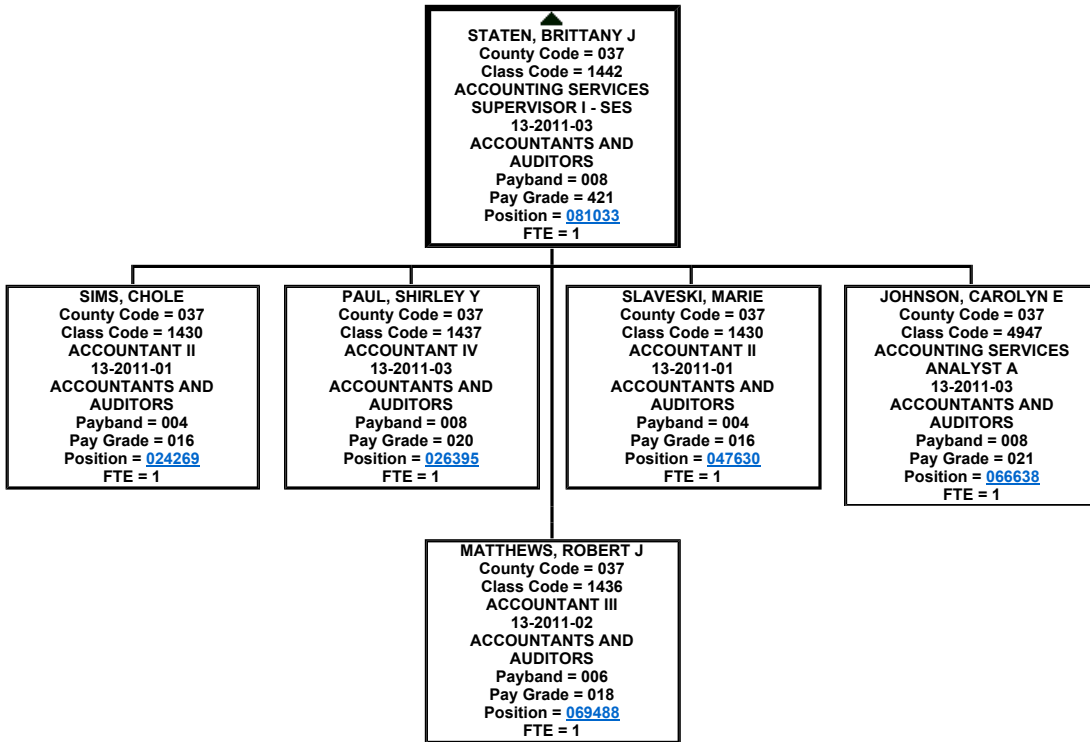 STATEN, BRITTANY J
County Code = 037
Class Code = 1442
ACCOUNTING SERVICES
SUPERVISOR I - SES
13-2011-03
ACCOUNTANTS AND
AUDITORS
Payband = 008
Pay Grade = 421
Position = 081033
FTE = 1
SIMS, CHOLE
County Code = 037
Class Code = 1430
ACCOUNTANT II
13-2011-01
ACCOUNTANTS AND
AUDITORS
Payband = 004
Pay Grade = 016
Position = 024269
FTE = 1
PAUL, SHIRLEY Y
County Code = 037
Class Code = 1437
ACCOUNTANT IV
13-2011-03
ACCOUNTANTS AND
AUDITORS
Payband = 008
Pay Grade = 020
Position = 026395
FTE = 1
SLAVESKI, MARIE
County Code = 037
Class Code = 1430
ACCOUNTANT II
13-2011-01
ACCOUNTANTS AND
AUDITORS
Payband = 004
Pay Grade = 016
Position = 047630
FTE = 1
JOHNSON, CAROLYN E
County Code = 037
Class Code = 4947
ACCOUNTING SERVICES
ANALYST A
13-2011-03
ACCOUNTANTS AND
AUDITORS
Payband = 008
Pay Grade = 021
Position = 066638
FTE = 1
MATTHEWS, ROBERT J
County Code = 037
Class Code = 1436
ACCOUNTANT III
13-2011-02
ACCOUNTANTS AND
AUDITORS
Payband = 006
Pay Grade = 018
Position = 069488
FTE = 1